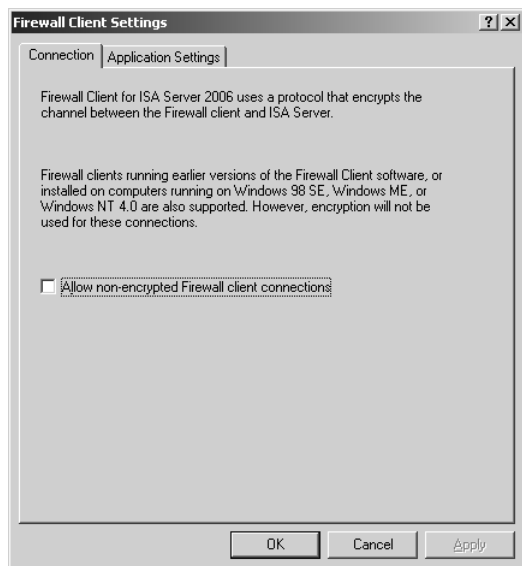 Firewall Client Settings
Connection
Application Settings
Firewall Client for ISA Server 2006 uses a protocol that encrypts the
channel between the Firewall client and ISA Server.
Firewall clients running earlier versions of the Firewall Client software, or
installed on computers running on Windows 98 SE, Windows ME, or
Windows NT 4.0 are also supported. However, encryption will not be
used for these connections.
Allow non-encrypted Firewall client connections
OK
Cancel
Apply